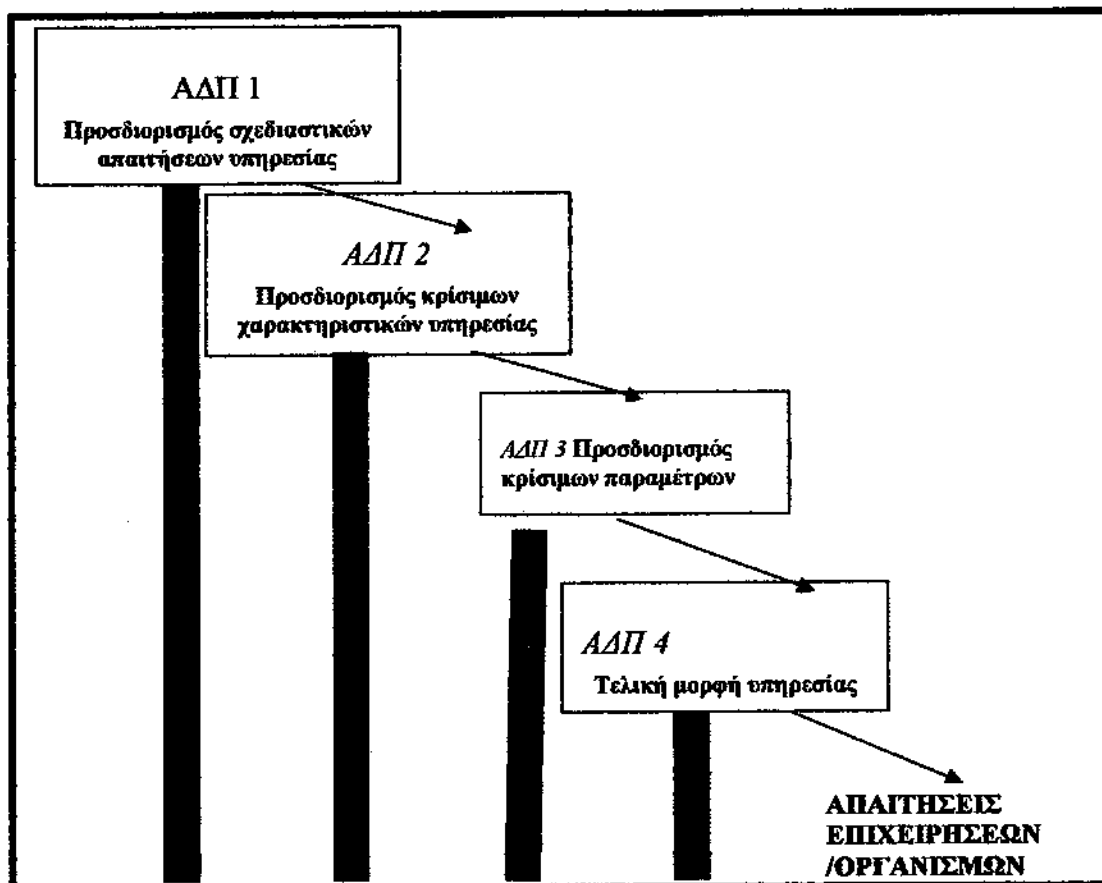 ΑΔΠ 1
Προσδιορισμός σχεδιαστικών
απαιτήσεων υπηρεσίας
ΑΔΠ 2
Προσδιορισμός κρίσιμων
χαρακτηριστικών υπηρεσίας
ΑΔΠ 3 Προσδιορισμός
κρίσιμων παραμέτρων
ΑΔΠ 4
Τελική μορφή υπηρεσίας
ΑΠΑΙΤΗΣΕΙΣ
ΕΠΙΧΕΙΡΗΣΕΩΝ
/ΟΡΓΑΝΙΣΜΩΝ